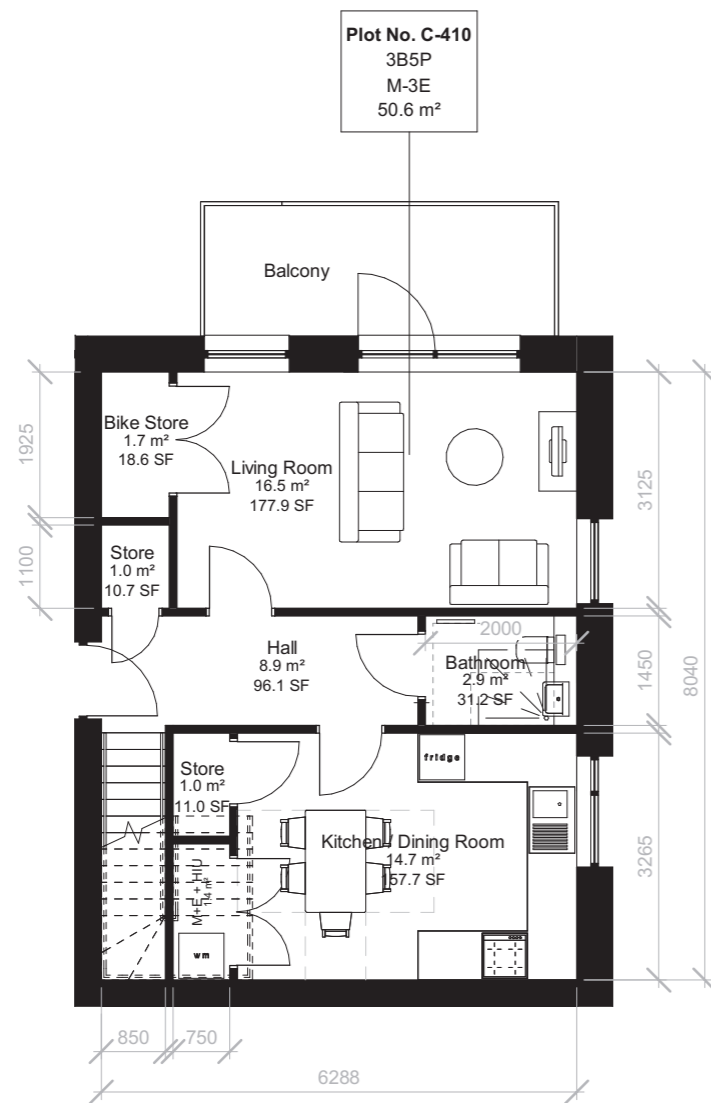 Plot No. C-410
3B5P
M-3E
50.6 m²
Balcony
Bike Store
1.7 m²
18.6 SF
Living Room
16.5 m²
177.9 SF
1925
3125
Store
1.0 m²
10.7 SF
1100
Hall
8.9 m²
96.1 SF
2000
Bathroom
2.9 m²
31.2 SF
1450
8040
Store
1.0 m²
11.0 SF
fridge
Kitchen / Dining Room
14.7 m²
157.7 SF
M+E + HIU
1.4 m²
wm
3265
850
750
6288